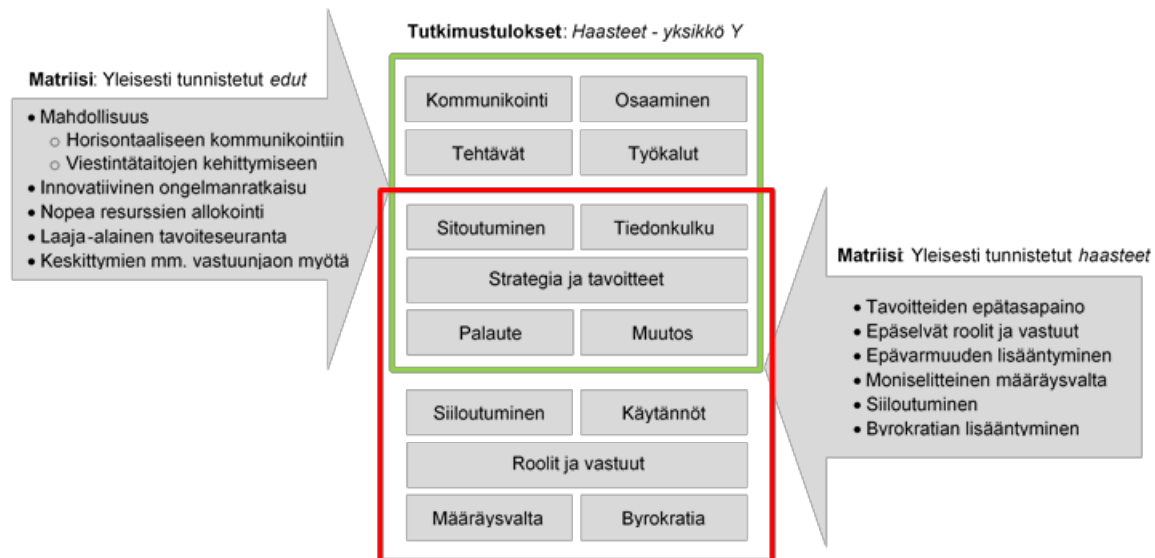 Tutkimustulokset: Haasteet - yksikkö Y
Matriisi: Yleisesti tunnistetut edut
• Mahdollisuus
○ Horisontaaliseen kommunikointiin
○ Viestintätaitojen kehittymiseen
• Innovatiivinen ongelmanratkaisu
• Nopea resurssien allokointi
• Laaja-alainen tavoiteseuranta
• Keskittymien mm. vastuunjaon myötä
Kommunikointi
Osaaminen
Tehtävät
Työkalut
Sitoutuminen
Tiedonkulku
Strategia ja tavoitteet
Palaute
Muutos
Siiloutuminen
Käytännöt
Roolit ja vastuut
Määräysvalta
Byrokratia
Matriisi: Yleisesti tunnistetut haasteet
• Tavoitteiden epätasapaino
• Epäselvät roolit ja vastuut
• Epävarmuuden lisääntyminen
• Moniselitteinen määräysvalta
• Siiloutuminen
• Byrokratian lisääntyminen